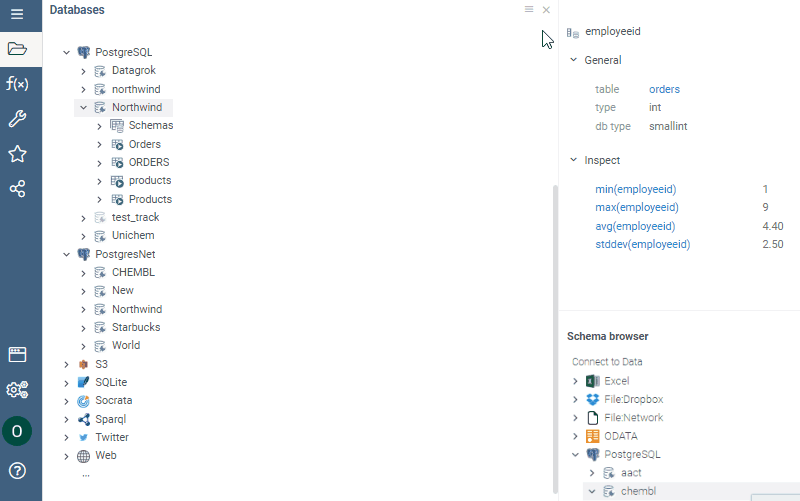 Databases
PostgreSQL
Datagrok
northwind
Northwind
Schemas
Orders
ORDERS
products
Products
test_track
Unichem
PostgresNet
CHEMBL
New
Northwind
Starbucks
World
S3
SQLite
Socrata
Sparql
Twitter
Web
...
f(x)
O
?
employeeid
General
table orders
type int
db type smallint
Inspect
min(employeeid) 1
max(employeeid) 9
avg(employeeid) 4.40
stddev(employeeid) 2.50
Schema browser
Connect to Data
Excel
File:Dropbox
File:Network
ODATA
PostgreSQL
aact
chembl